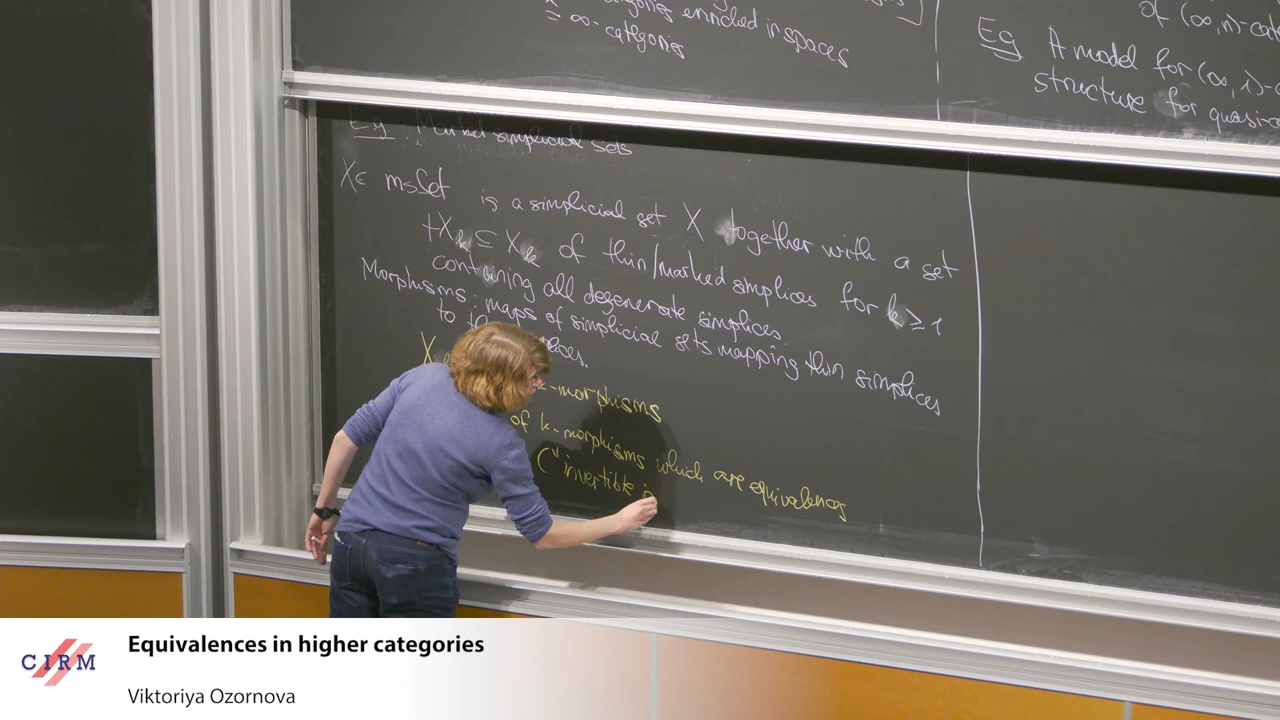 enriched in spaces
= ∞-
categories
of (∞,n)-cate
Eg A model for (∞,1)-c
structure for quasi-c
Eg: Marked simplicial sets
X ∈ msSet is a simplicial set X together with a set
tX_k ⊆ X_k of thin/marked simplices for k ≥ 1
containing all degenerate simplices.
Morphisms: maps of simplicial sets mapping thin simplices
to
X
k-morphisms
of k-morphisms which are equivalences
("invertible
CIRM
Equivalences in higher categories
Viktoriya Ozornova